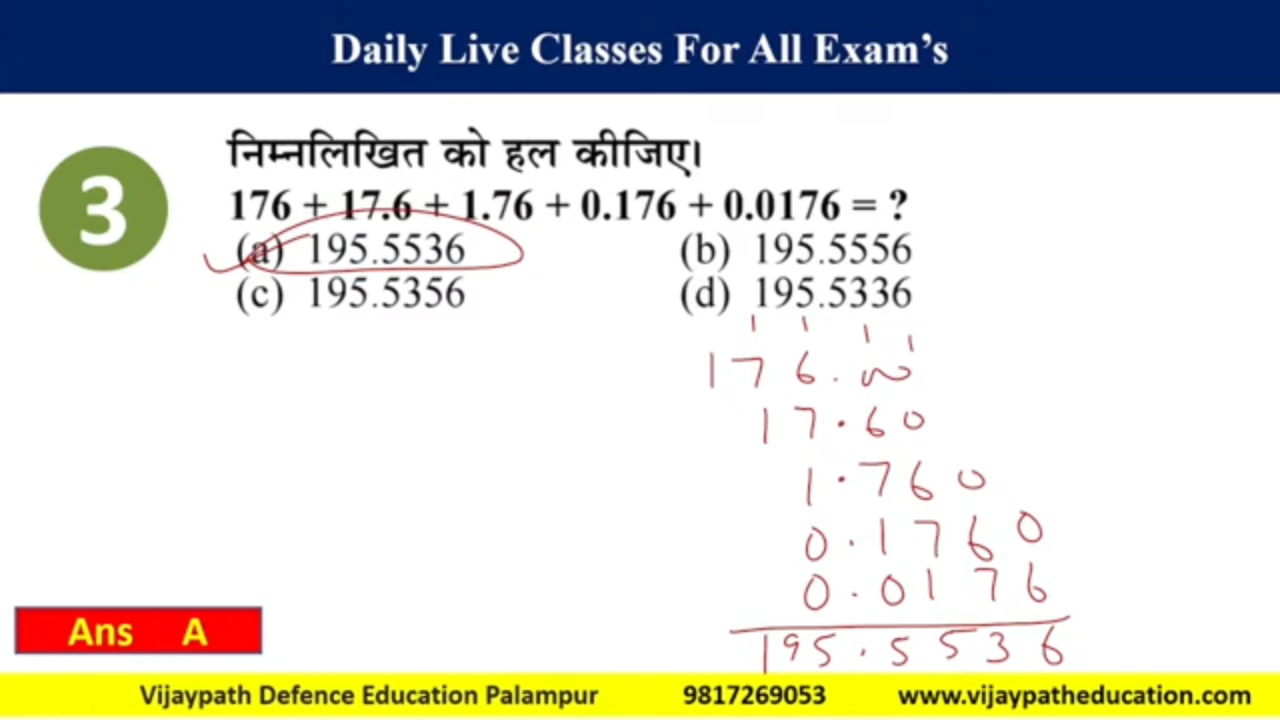 Daily Live Classes For All Exam’s
3
निम्नलिखित को हल कीजिए।
176 + 17.6 + 1.76 + 0.176 + 0.0176 = ?
(a) 195.5536 (b) 195.5556
(c) 195.5356 (d) 195.5336
1 1 1 1
176.00
17.60
1.760
0.1760
0.0176
195.5536
Ans A
Vijaypath Defence Education Palampur 9817269053 www.vijaypatheducation.com